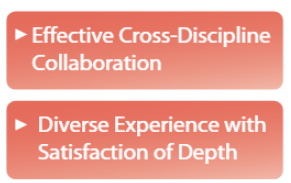 ▶ Effective Cross-Discipline
Collaboration
▶ Diverse Experience with
Satisfaction of Depth